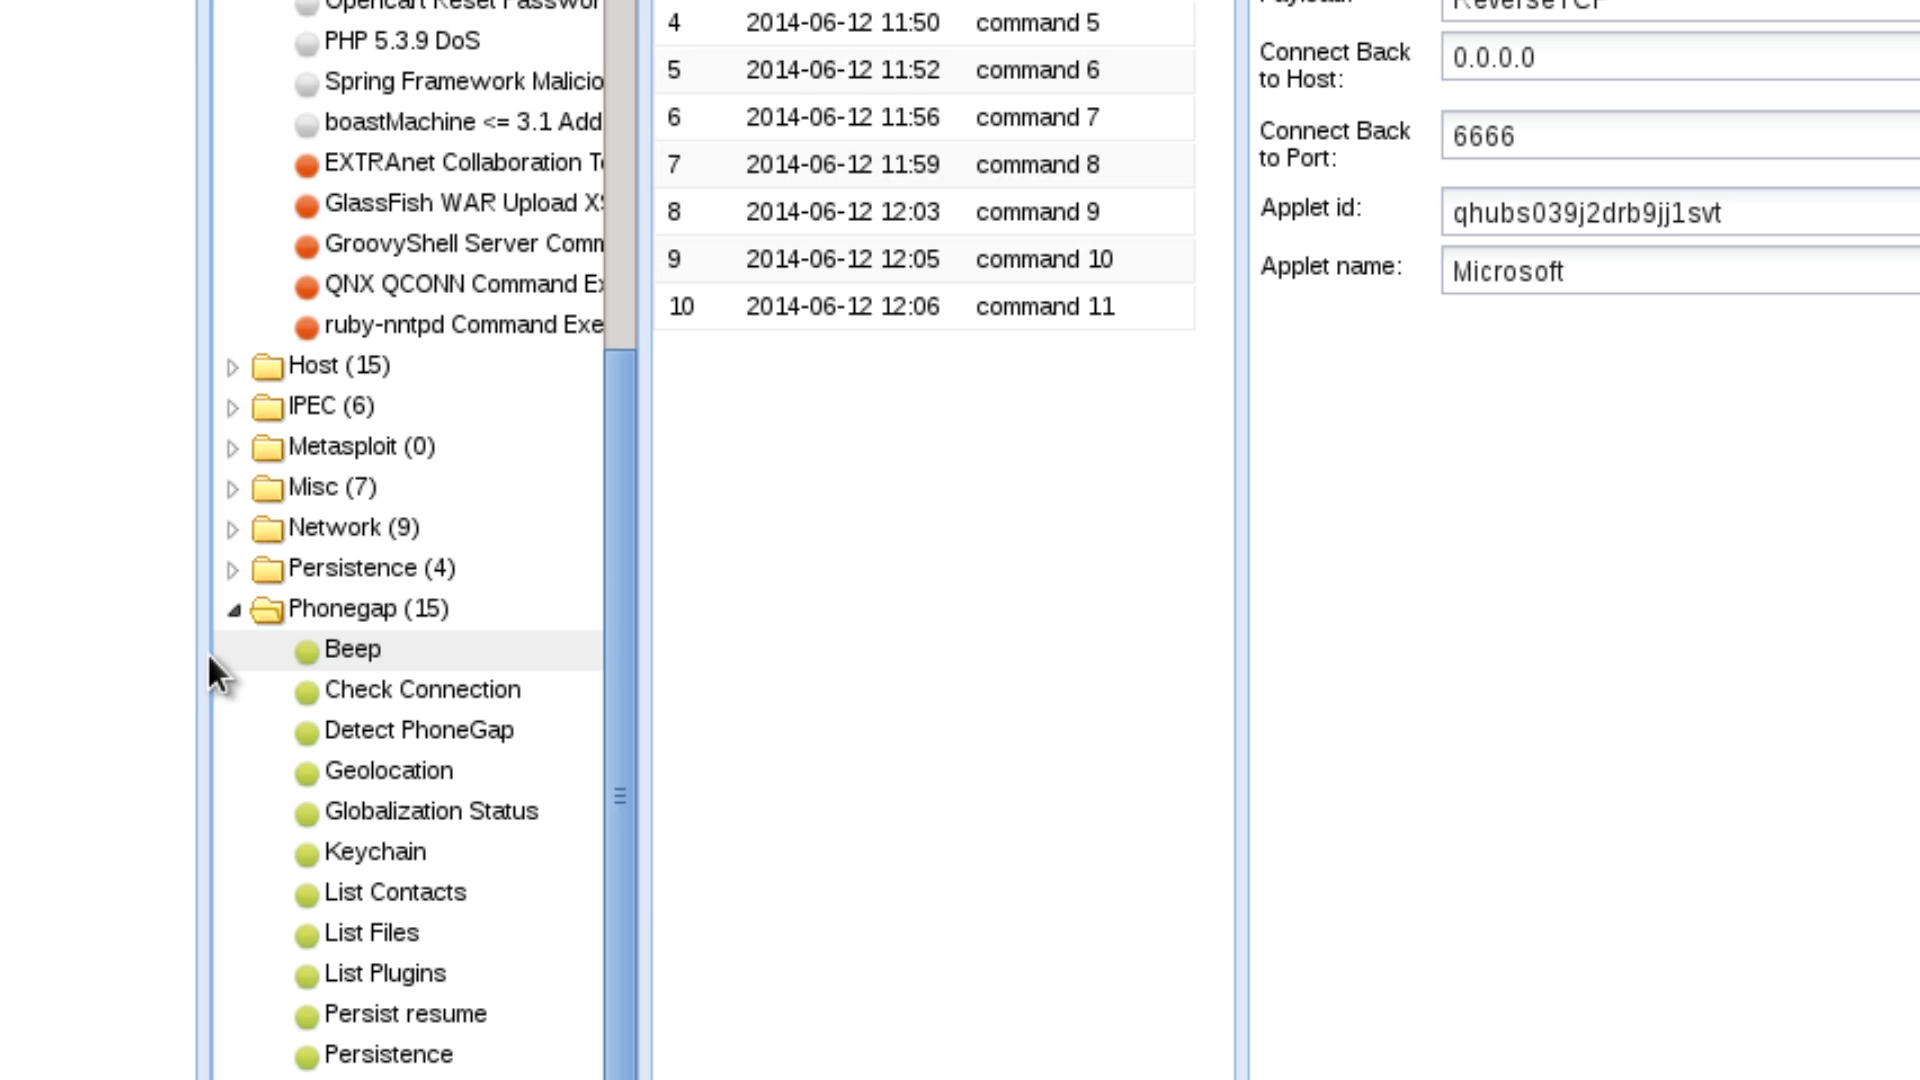 Opencart Reset Passwor
PHP 5.3.9 DoS
Spring Framework Malicio
boastMachine <= 3.1 Add
EXTRAnet Collaboration T
GlassFish WAR Upload XS
GroovyShell Server Comm
QNX QCONN Command Ex
ruby-nntpd Command Exe
Host (15)
IPEC (6)
Metasploit (0)
Misc (7)
Network (9)
Persistence (4)
Phonegap (15)
Beep
Check Connection
Detect PhoneGap
Geolocation
Globalization Status
Keychain
List Contacts
List Files
List Plugins
Persist resume
Persistence
4 2014-06-12 11:50 command 5
5 2014-06-12 11:52 command 6
6 2014-06-12 11:56 command 7
7 2014-06-12 11:59 command 8
8 2014-06-12 12:03 command 9
9 2014-06-12 12:05 command 10
10 2014-06-12 12:06 command 11
Payload: ReverseTCP
Connect Back
to Host: 0.0.0.0
Connect Back
to Port: 6666
Applet id: qhubs039j2drb9jj1svt
Applet name: Microsoft